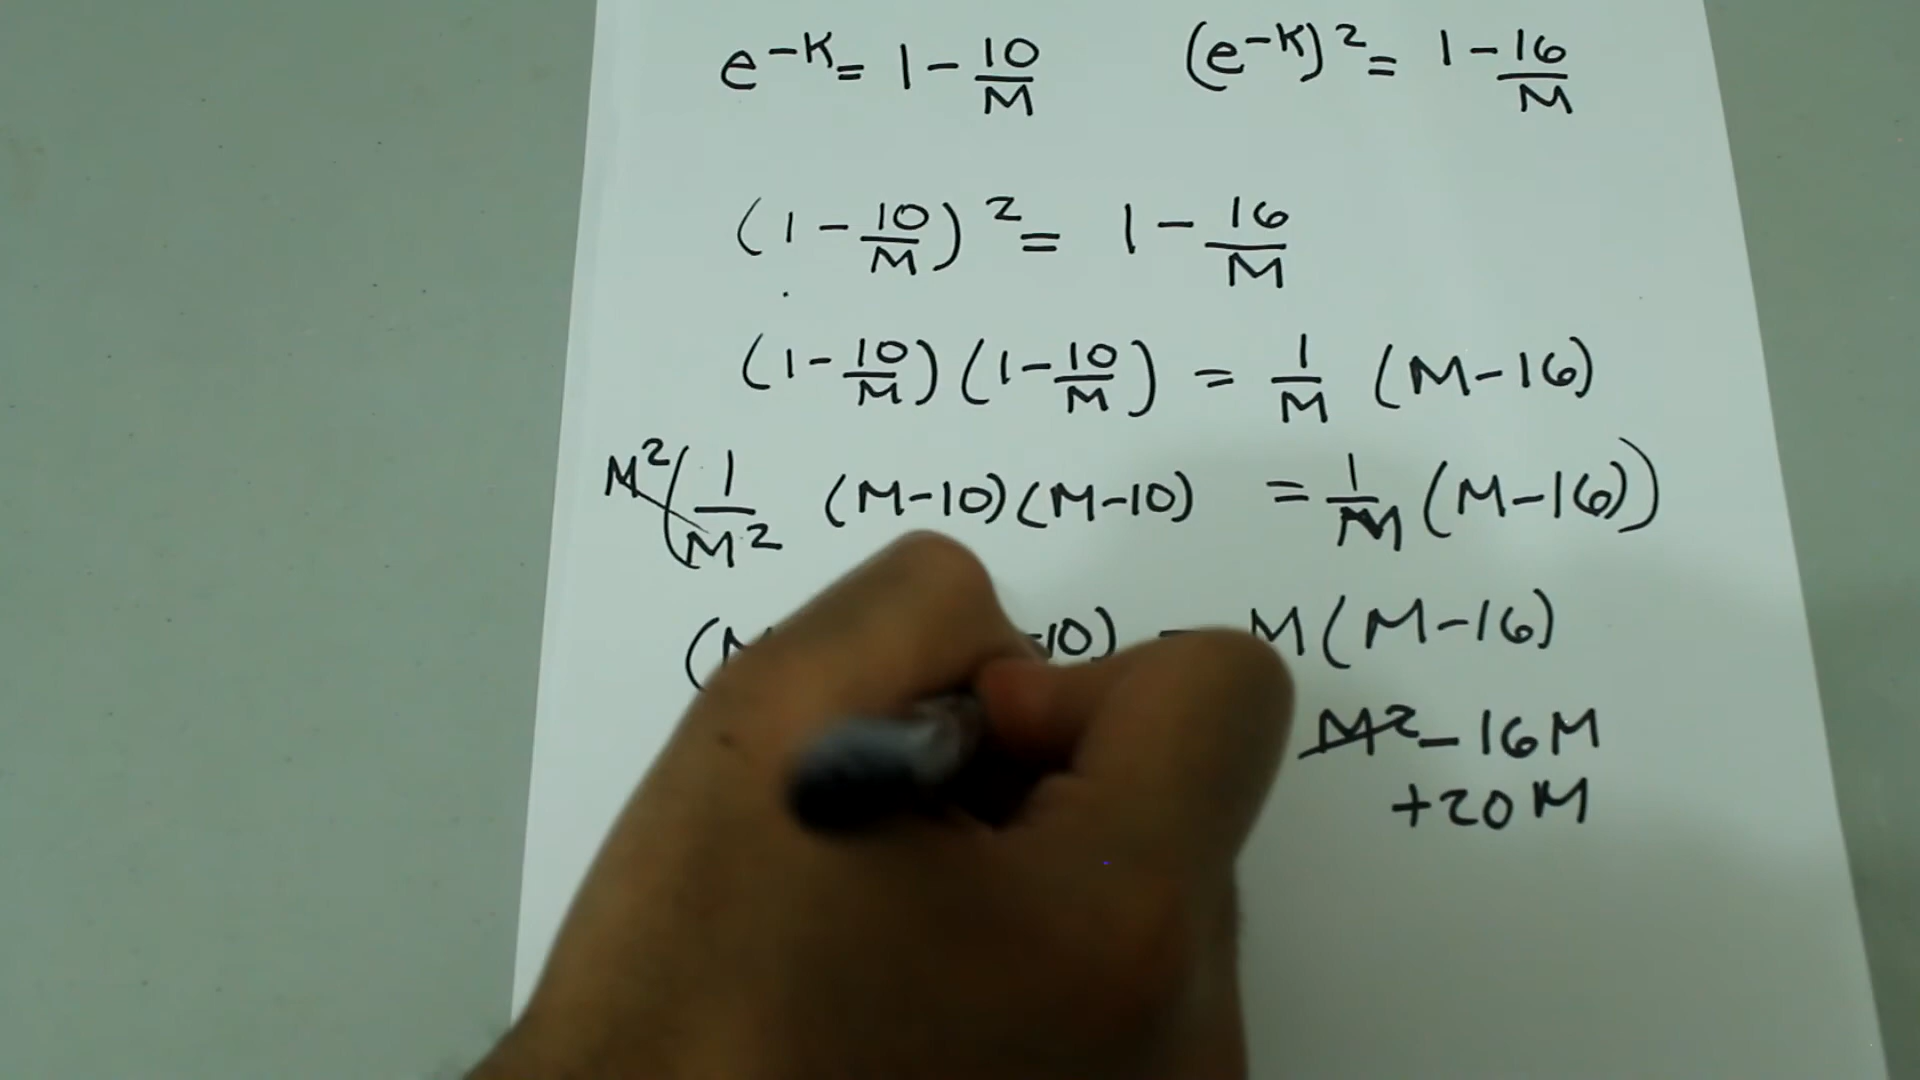 e^-K = 1 - 10/M (e^-K)^2 = 1 - 16/M
(1 - 10/M)^2 = 1 - 16/M
(1 - 10/M)(1 - 10/M) = 1/M (M - 16)
M^2 (1/M^2 (M-10)(M-10) = 1/M (M-16))
(M 10) = M(M-16)
M^2 - 16M
+20M